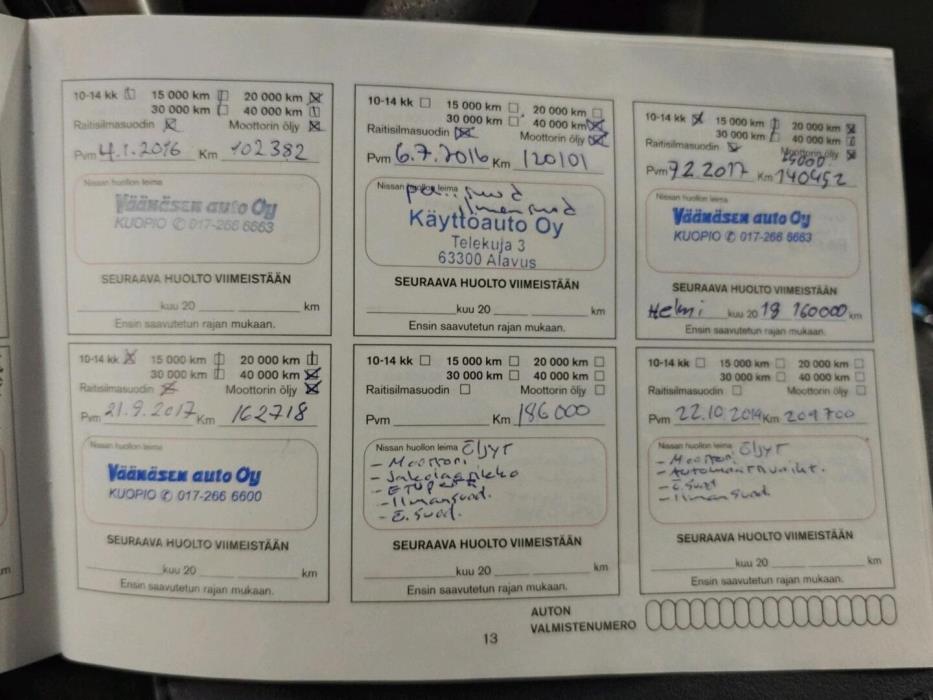 10-14 kk 15 000 km 20 000 km
30 000 km 40 000 km
Raitisilmasuodin Moottorin öljy
Pvm 4.1.2016 Km 102382
Nissan huollon leima
Väänäsen auto Oy
KUOPIO ✆ 017-266 6663
SEURAAVA HUOLTO VIIMEISTÄÄN
kuu 20 km
Ensin saavutetun rajan mukaan.
10-14 kk 15 000 km 20 000 km
30 000 km 40 000 km
Raitisilmasuodin Moottorin öljy
Pvm 6.7.2016 Km 120101
Nissan huollon leima
Käyttöauto Oy
Telekuja 3
63300 Alavus
SEURAAVA HUOLTO VIIMEISTÄÄN
kuu 20 km
Ensin saavutetun rajan mukaan.
10-14 kk 15 000 km 20 000 km
30 000 km 40 000 km
Raitisilmasuodin Moottorin öljy
Pvm 7.2.2017 Km 140452
Nissan huollon leima
Väänäsen auto Oy
KUOPIO ✆ 017-266 6663
SEURAAVA HUOLTO VIIMEISTÄÄN
Helmi kuu 20 18 160000 km
Ensin saavutetun rajan mukaan.
10-14 kk 15 000 km 20 000 km
30 000 km 40 000 km
Raitisilmasuodin Moottorin öljy
Pvm 21.9.2017 Km 162718
Nissan huollon leima
Väänäsen auto Oy
KUOPIO ✆ 017-266 6600
SEURAAVA HUOLTO VIIMEISTÄÄN
kuu 20 km
Ensin saavutetun rajan mukaan.
10-14 kk 15 000 km 20 000 km
30 000 km 40 000 km
Raitisilmasuodin Moottorin öljy
Pvm Km 186000
Nissan huollon leima Öljyt
- Moottori
- Jakolaatikko
- Etuperä
- Ilmansuod.
- Ö.suod.
SEURAAVA HUOLTO VIIMEISTÄÄN
kuu 20 km
Ensin saavutetun rajan mukaan.
10-14 kk 15 000 km 20 000 km
30 000 km 40 000 km
Raitisilmasuodin Moottorin öljy
Pvm 22.10.2019 Km 209700
Nissan huollon leima Öljyt
- Moottori
- Ö.suod
- Ilmansuod.
SEURAAVA HUOLTO VIIMEISTÄÄN
kuu 20 km
Ensin saavutetun rajan mukaan.
AUTON
VALMISTENUMERO
13